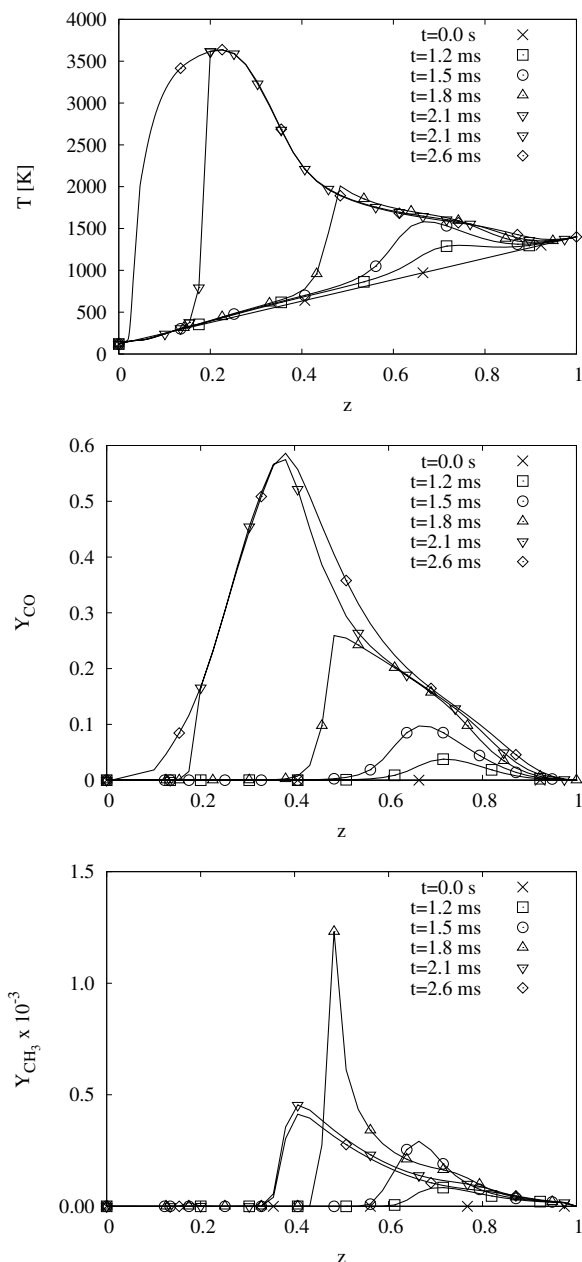 4000
3500
3000
2500
2000
1500
1000
500
0
T [K]
t=0.0 s
t=1.2 ms
t=1.5 ms
t=1.8 ms
t=2.1 ms
t=2.1 ms
t=2.6 ms
0 0.2 0.4 0.6 0.8 1
z
0.6
0.5
0.4
0.3
0.2
0.1
0
Y_CO
t=0.0 s
t=1.2 ms
t=1.5 ms
t=1.8 ms
t=2.1 ms
t=2.6 ms
0 0.2 0.4 0.6 0.8 1
z
1.5
1.0
0.5
0.00
Y_CH₃ x 10⁻³
t=0.0 s
t=1.2 ms
t=1.5 ms
t=1.8 ms
t=2.1 ms
t=2.6 ms
0 0.2 0.4 0.6 0.8 1
z